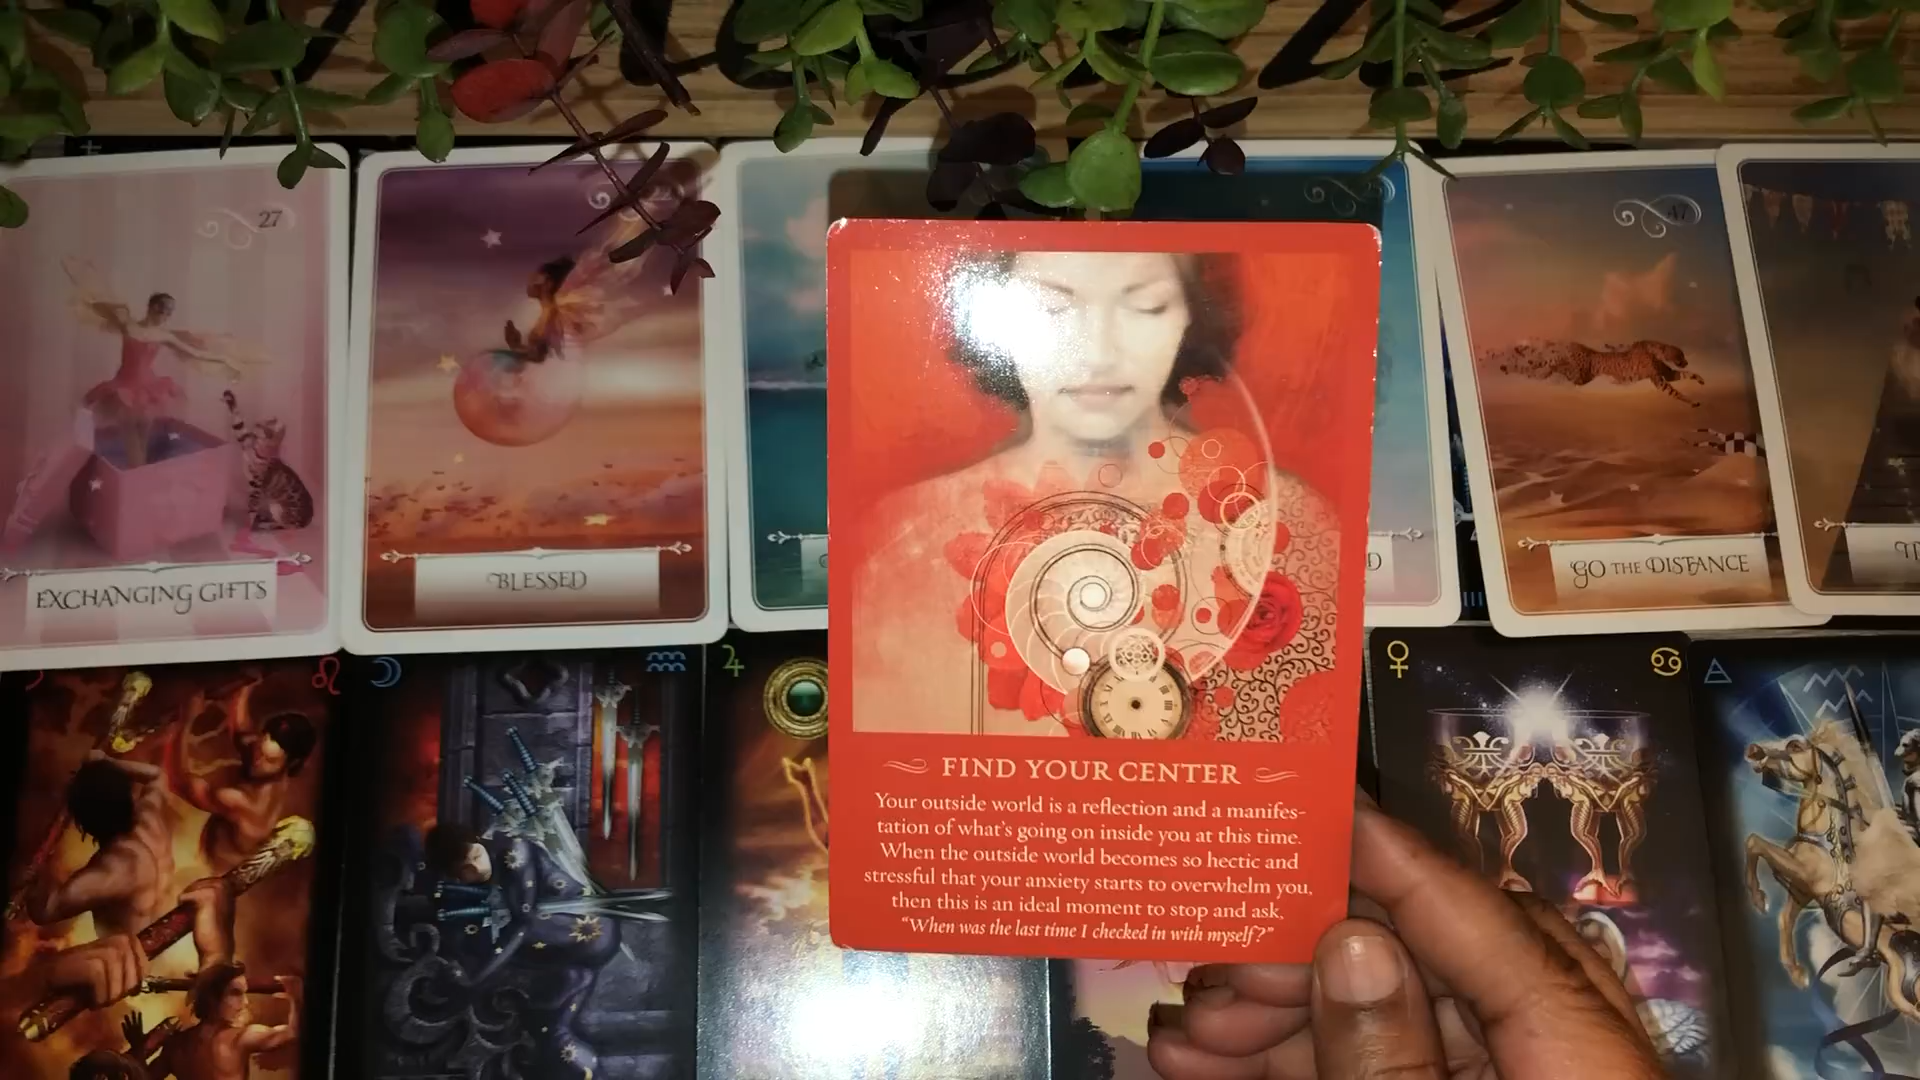 27
47
EXCHANGING GIFTS
BLESSED
GO THE DISTANCE
FIND YOUR CENTER
Your outside world is a reflection and a manifes-
tation of what's going on inside you at this time.
When the outside world becomes so hectic and
stressful that your anxiety starts to overwhelm you,
then this is an ideal moment to stop and ask,
"When was the last time I checked in with myself?"